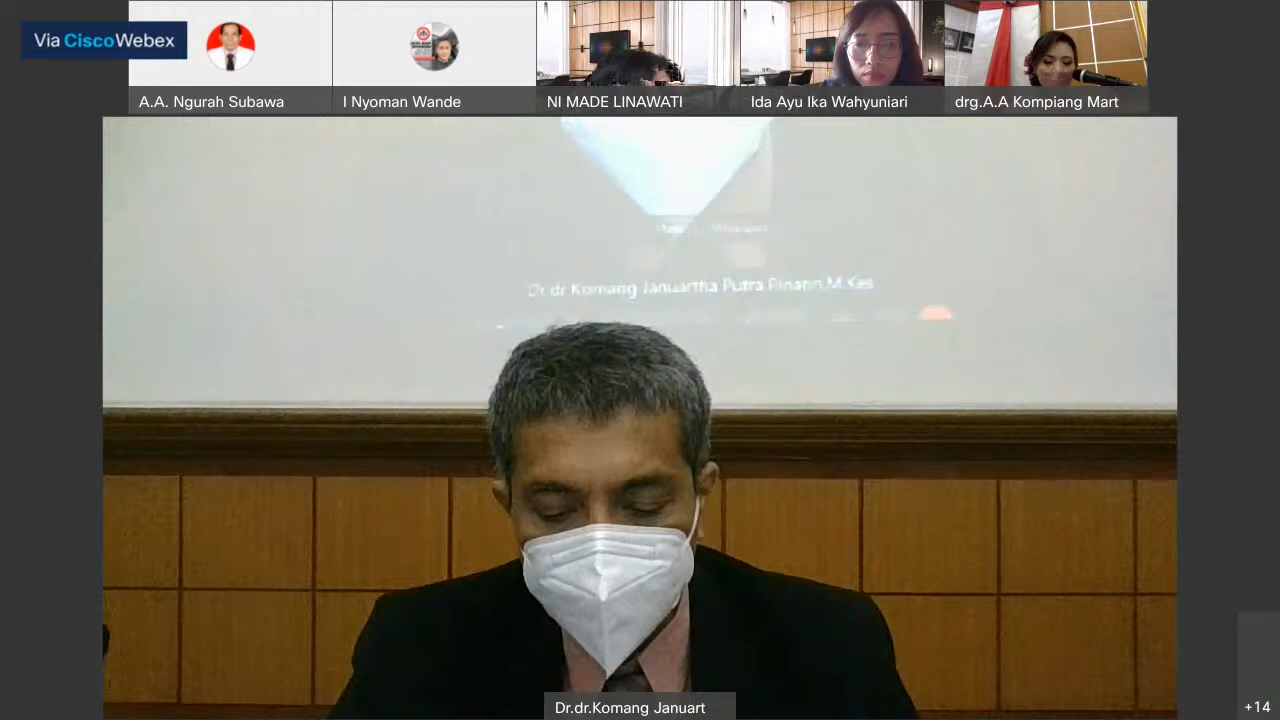 Via CiscoWebex
A.A. Ngurah Subawa
I Nyoman Wande
NI MADE LINAWATI
Ida Ayu Ika Wahyuniari
drg.A.A Kompiang Mart
Dr.dr Komang Januartha Putra Pinatih,M.Kes
Dr.dr.Komang Januart
+14